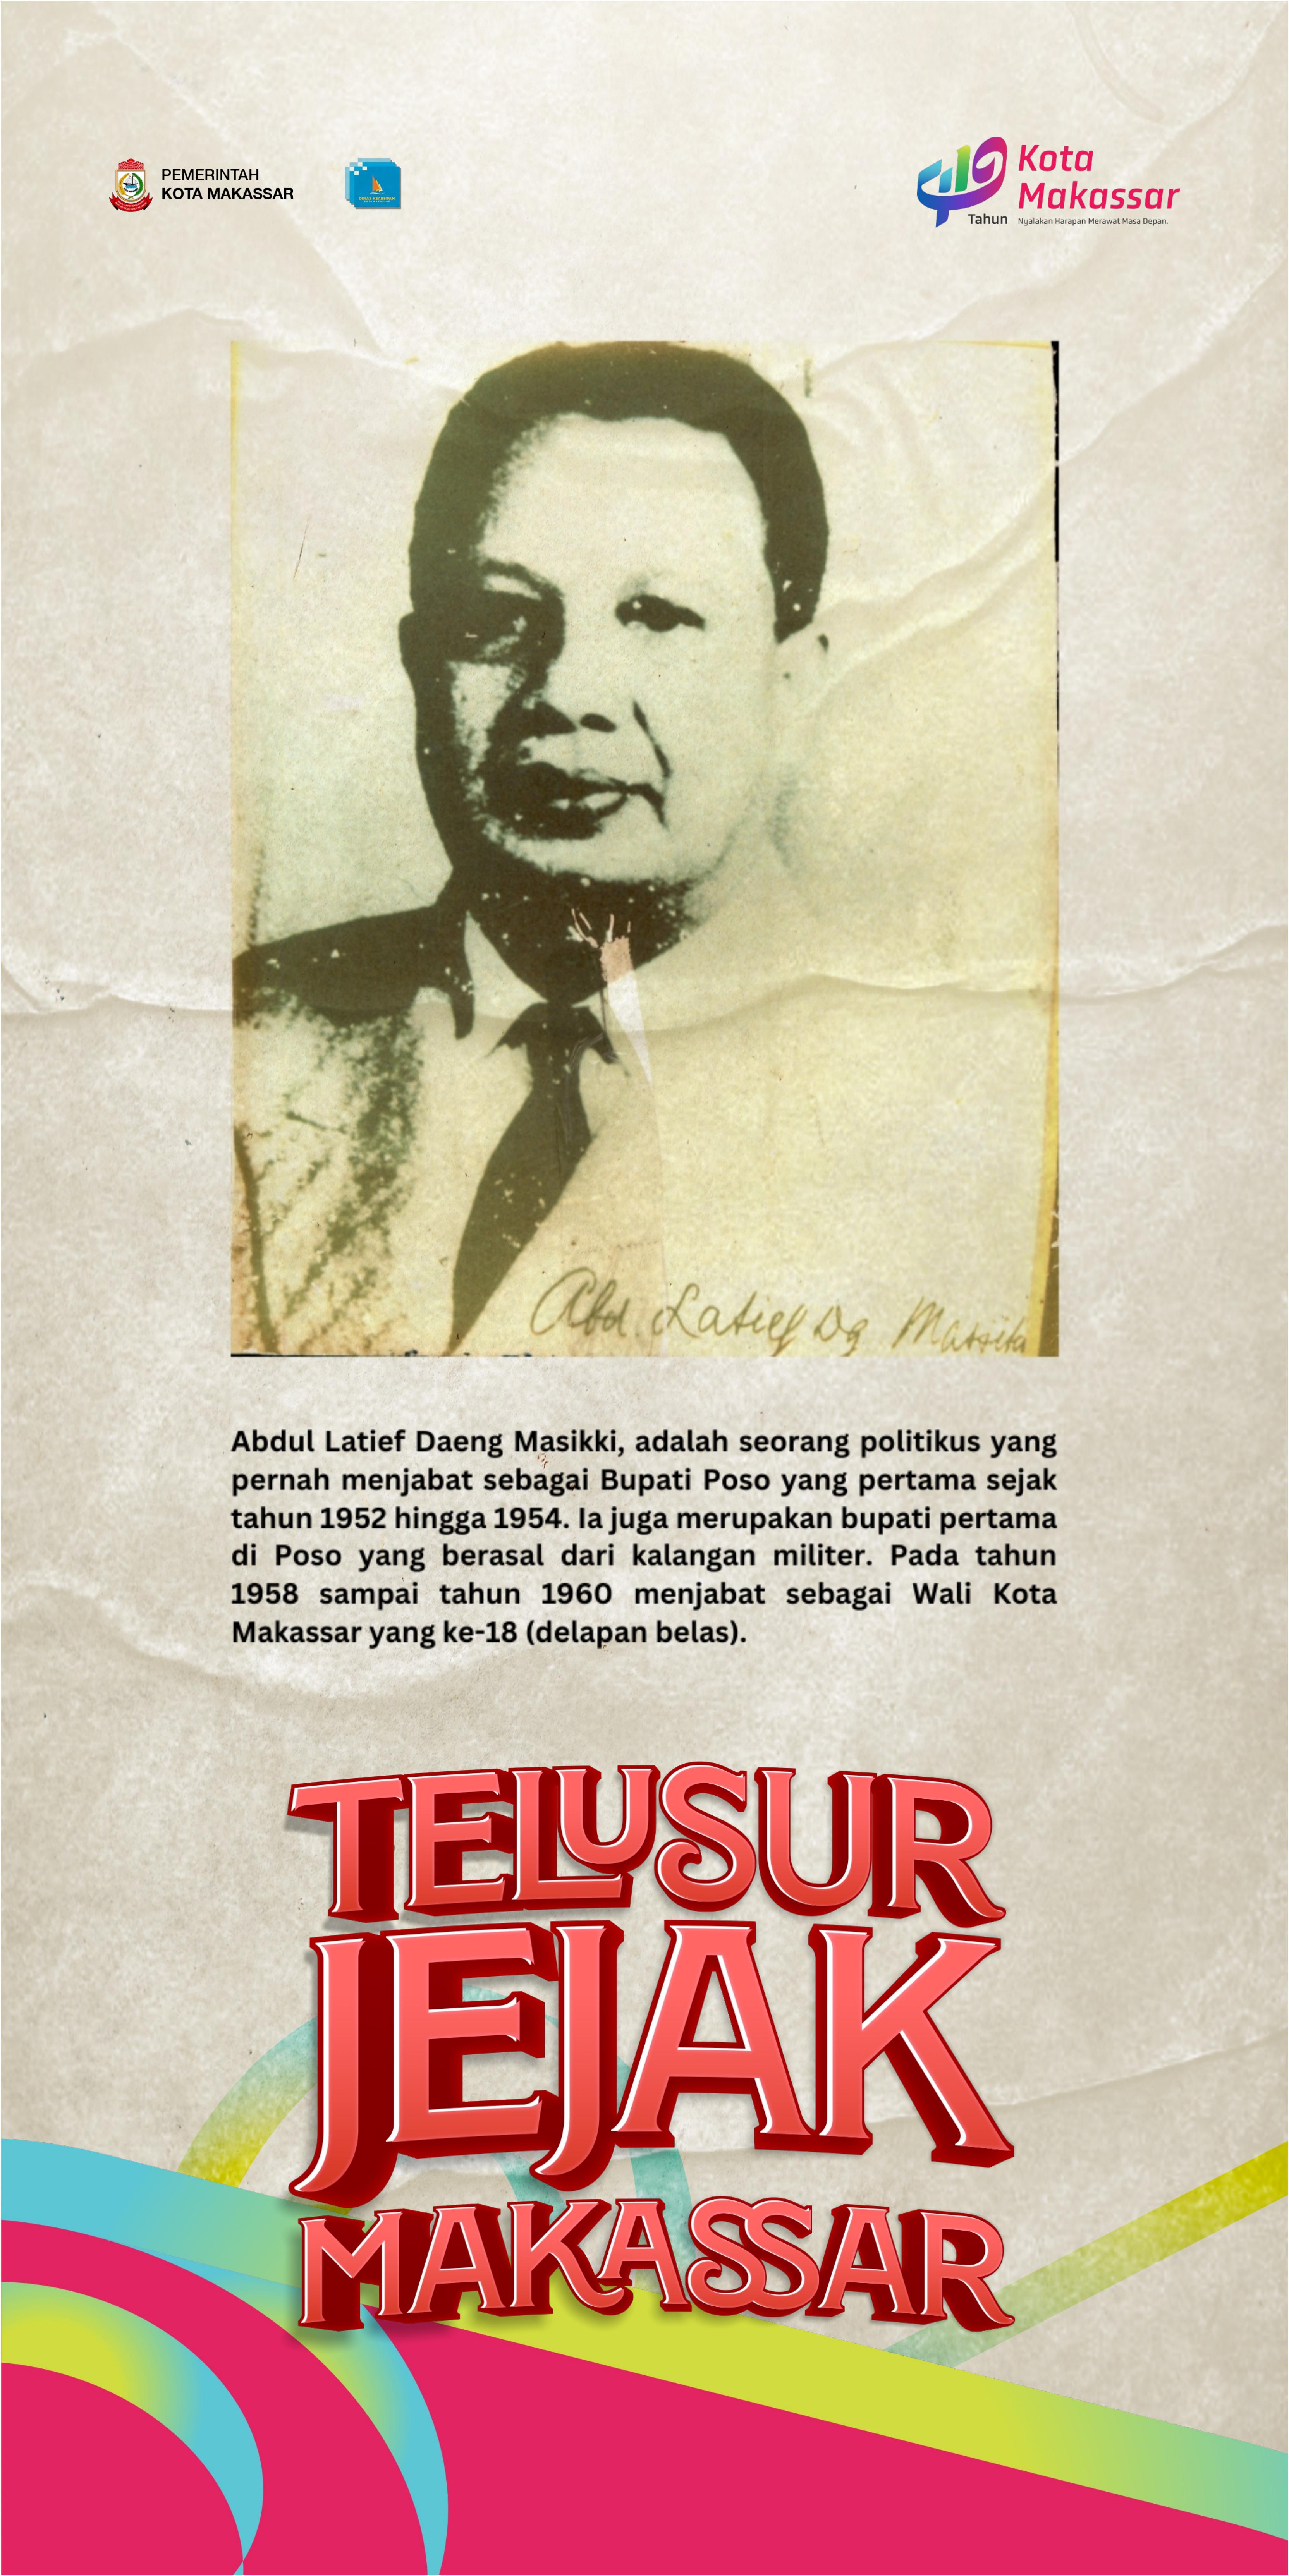 PEMERINTAH
KOTA MAKASSAR
Kota
Makassar
Tahun Nyalakan Harapan Merawat Masa Depan.
Abd. Latief Dg
Abdul Latief Daeng Masikki, adalah seorang politikus yang
pernah menjabat sebagai Bupati Poso yang pertama sejak
tahun 1952 hingga 1954. Ia juga merupakan bupati pertama
di Poso yang berasal dari kalangan militer. Pada tahun
1958 sampai tahun 1960 menjabat sebagai Wali Kota
Makassar yang ke-18 (delapan belas).
TELUSUR
JEJAK
MAKASSAR